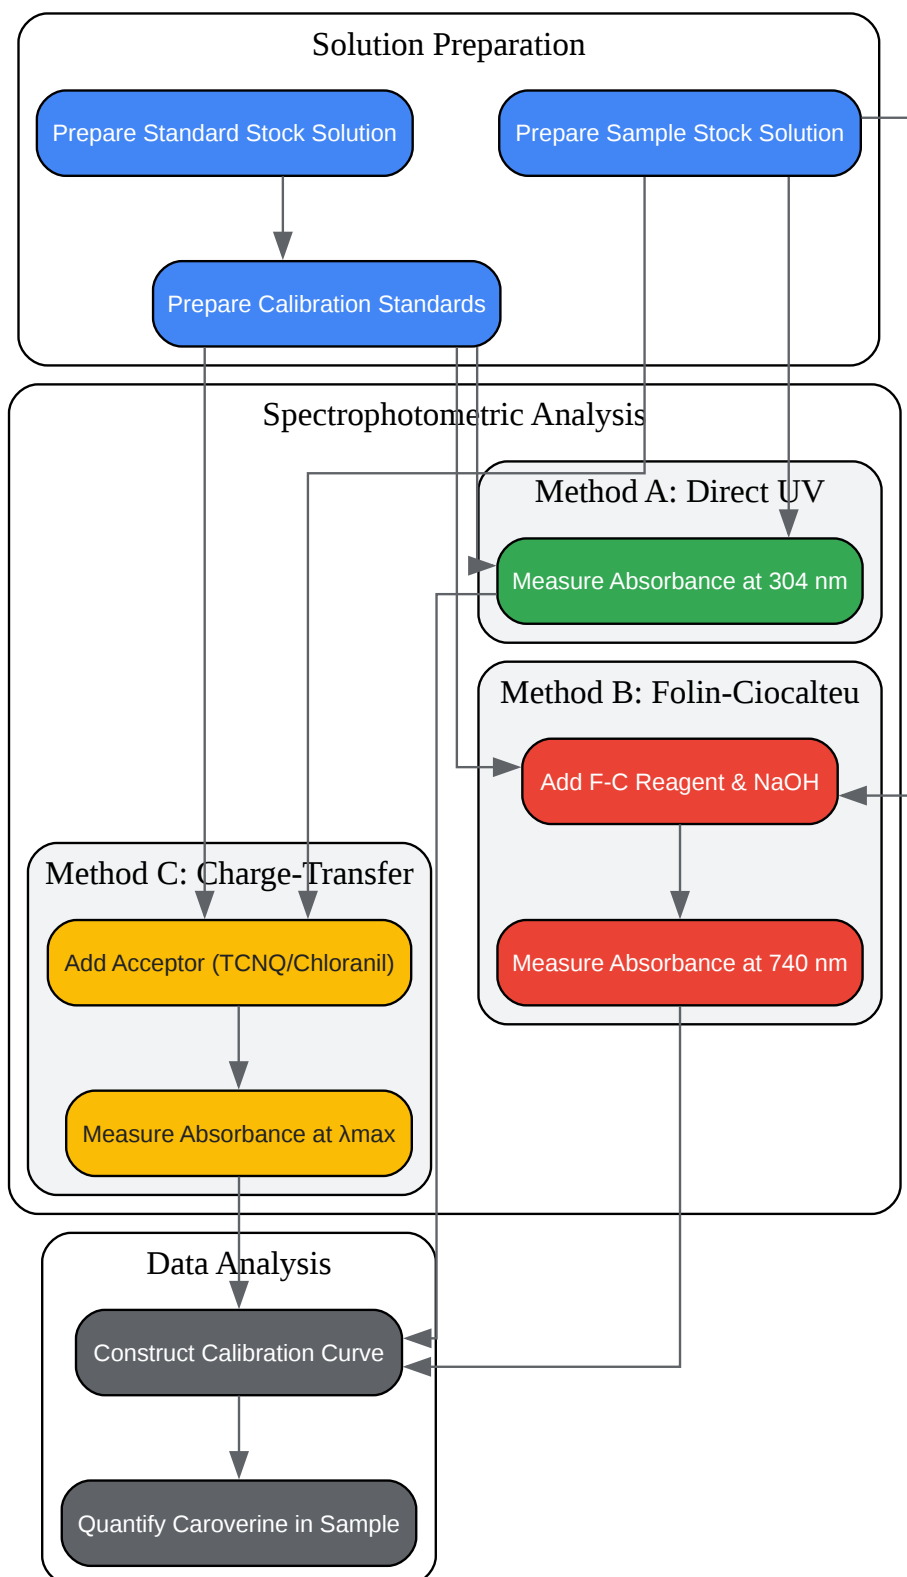 Solution Preparation
Prepare Standard Stock Solution
Prepare Sample Stock Solution
Prepare Calibration Standards
Spectrophotometric Analysis
Method A: Direct UV
Measure Absorbance at 304 nm
Method B: Folin-Ciocalteu
Add F-C Reagent & NaOH
Measure Absorbance at 740 nm
Method C: Charge-Transfer
Add Acceptor (TCNQ/Chloranil)
Measure Absorbance at λmax
Data Analysis
Construct Calibration Curve
Quantify Caroverine in Sample